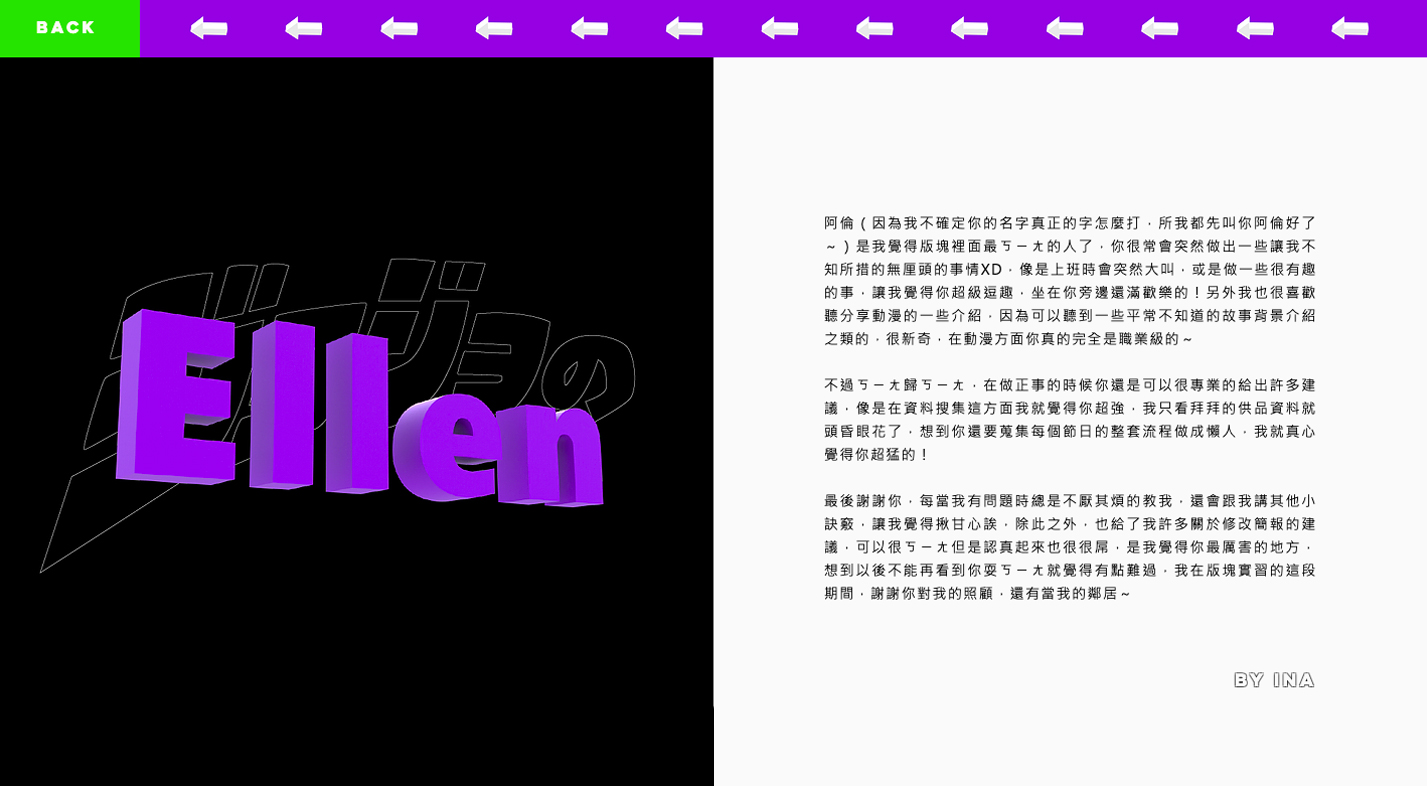 BACK
ジョジョの
Ellen
阿倫（因為我不確定你的名字真正的字怎麼打，所我都先叫你阿倫好了
～）是我覺得版塊裡面最ㄎㄧㄤ的人了，你很常會突然做出一些讓我不
知所措的無厘頭的事情XD，像是上班時會突然大叫，或是做一些很有趣
的事，讓我覺得你超級短趣，坐在你旁邊還滿歡樂的！另外我也很喜歡
聽分享動漫的一些介紹，因為可以聽到一些平常不知道的故事背景介紹
之類的，很新奇，在動漫方面你真的完全是職業級的～
不過ㄎㄧㄤ歸ㄎㄧㄤ，在做正事的時候你還是可以很專業的給出許多建
議，像是在資料搜集這方面我就覺得你超強，我只看拜拜的供品資料就
頭昏眼花了，想到你還要蒐集每個節日的整套流程做成懶人，我就真心
覺得你超猛的！
最後謝謝你，每當我有問題時總是不厭其煩的教我，還會跟我講其他小
訣竅，讓我覺得揪甘心誒，除此之外，也給了我許多關於修改簡報的建
議，可以很ㄎㄧㄤ但是認真起來也很很屌，是我覺得你最厲害的地方，
想到以後不能再看到你耍ㄎㄧㄤ就覺得有點難過，我在版塊實習的這段
期間，謝謝你對我的照顧，還有當我的鄰居～
BY INA